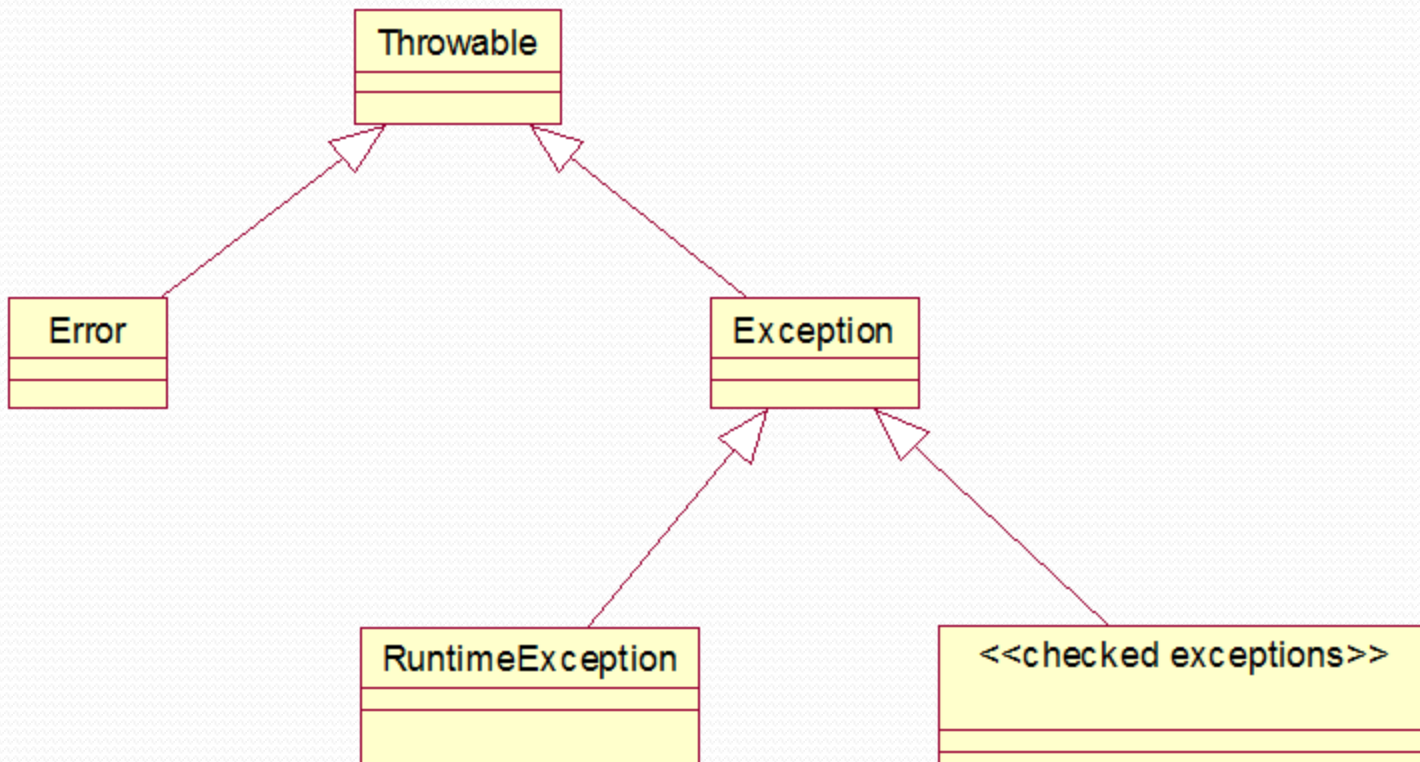 Throwable
Error
Exception
RuntimeException
<<checked exceptions>>